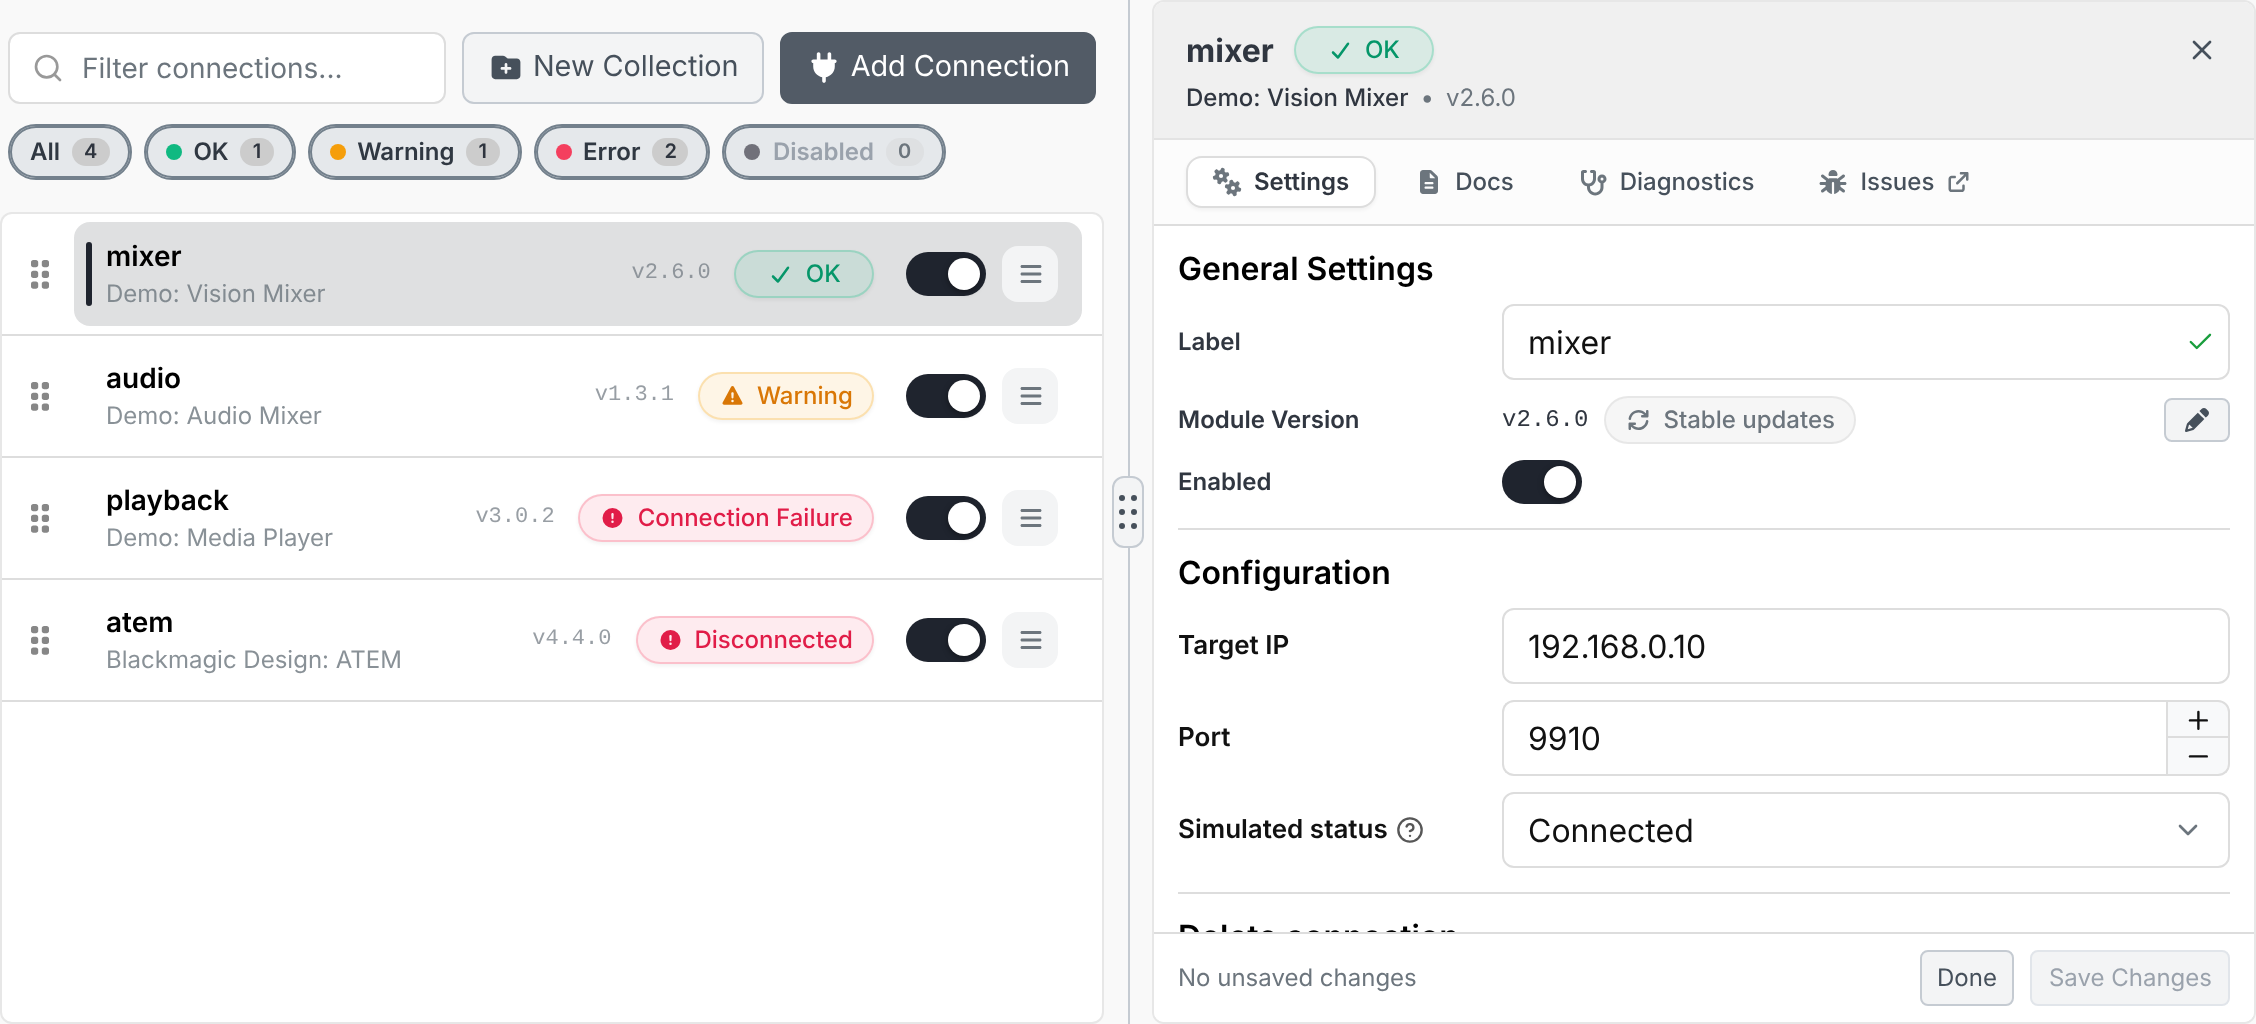 Filter connections...
New Collection
Add Connection
All 4
OK 1
Warning 1
Error 2
Disabled 0
mixer
Demo: Vision Mixer
v2.6.0
OK
audio
Demo: Audio Mixer
v1.3.1
Warning
playback
Demo: Media Player
v3.0.2
Connection Failure
atem
Blackmagic Design: ATEM
v4.4.0
Disconnected
mixer
OK
Demo: Vision Mixer • v2.6.0
Settings
Docs
Diagnostics
Issues
General Settings
Label
mixer
Module Version
v2.6.0
Stable updates
Enabled
Configuration
Target IP
192.168.0.10
Port
9910
Simulated status
Connected
Delete connection
No unsaved changes
Done
Save Changes